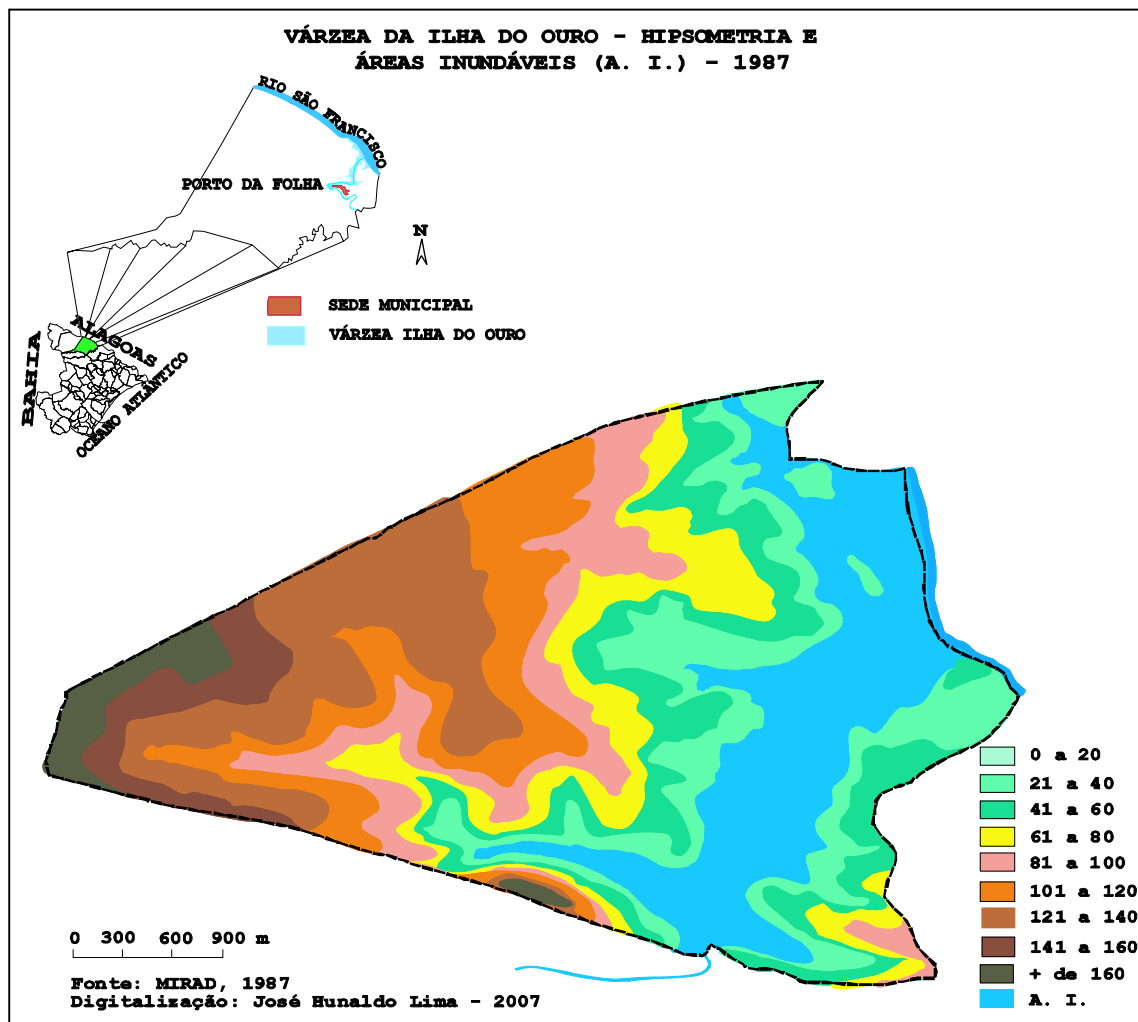 VÁRZEA DA ILHA DO OURO - HIPSOMETRIA E
ÁREAS INUNDÁVEIS (A. I.) - 1987
RIO SÃO FRANCISCO
PORTO DA FOLHA
N
SEDE MUNICIPAL
VÁRZEA ILHA DO OURO
ALAGOAS
BAHIA
OCEANO ATLÂNTICO
0 a 20
21 a 40
41 a 60
61 a 80
81 a 100
101 a 120
121 a 140
141 a 160
+ de 160
A. I.
0 300 600 900 m
Fonte: MIRAD, 1987
Digitalização: José Hunaldo Lima - 2007